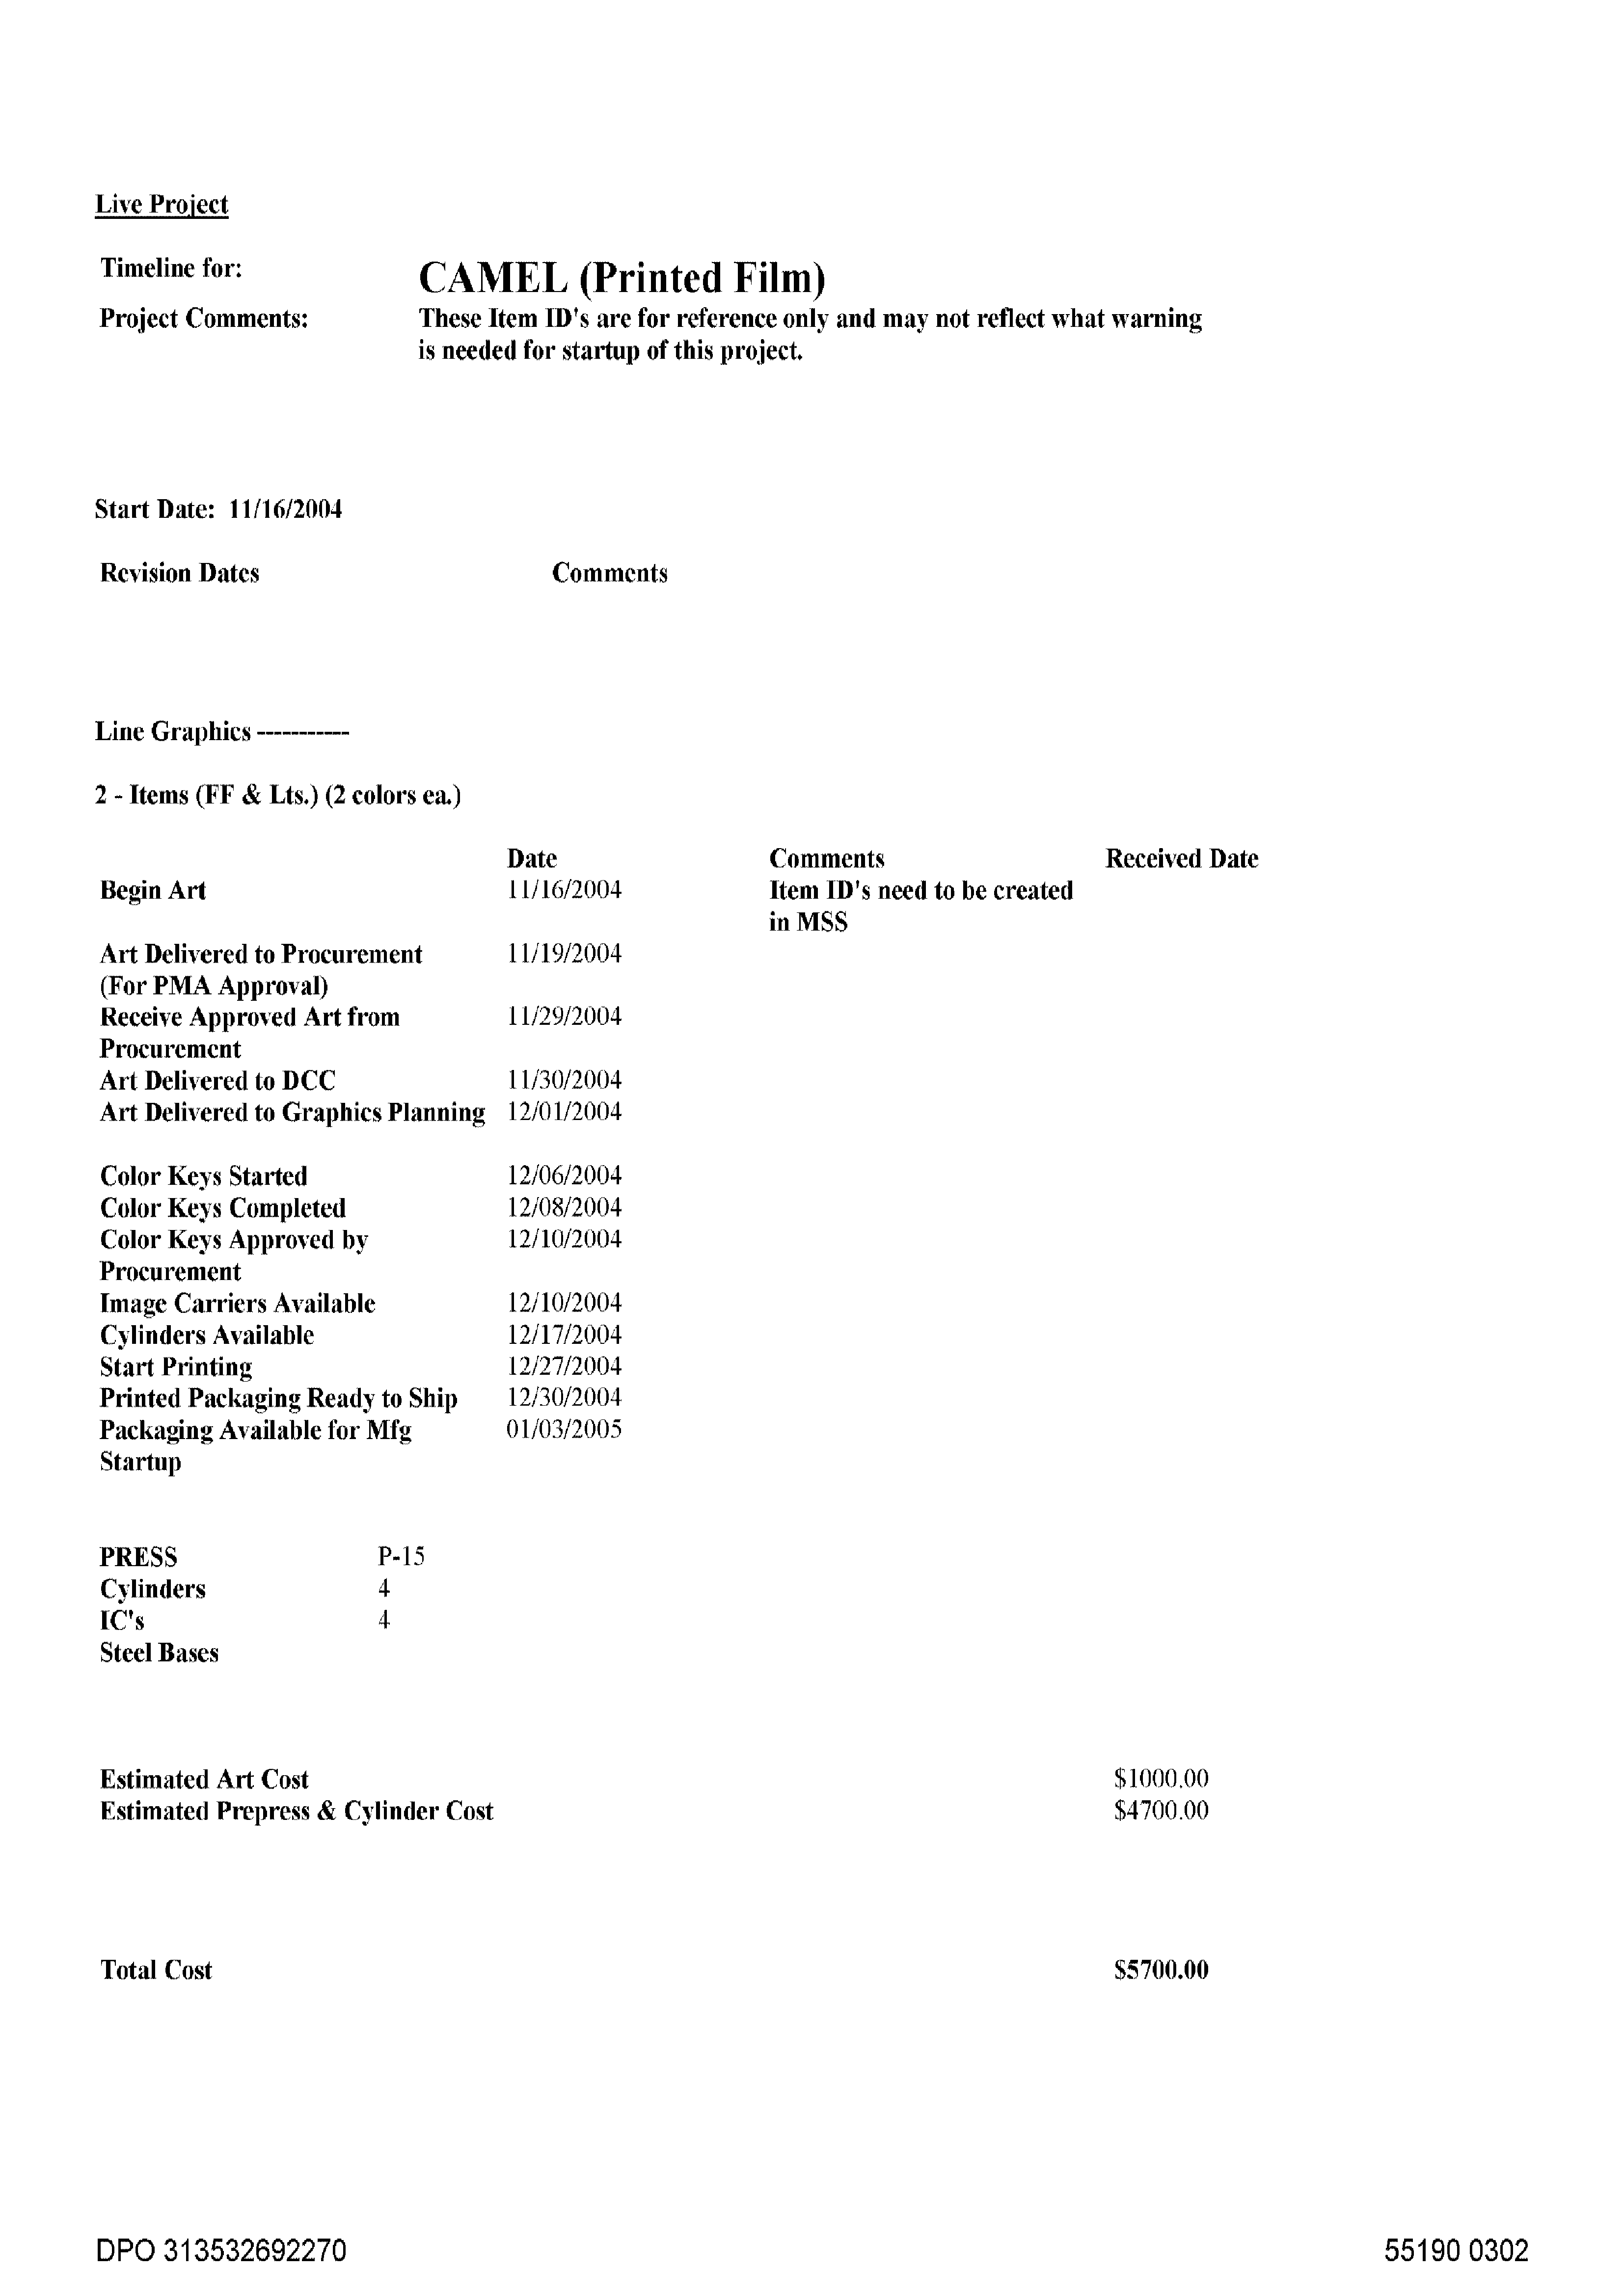 Live Project
Timeline for: CAMEL (Printed Film)
Project Comments: These Item ID's are for reference only and may not reflect what warning
is needed for startup of this project.
Start Date: 11/16/2004
Revision Dates Comments
Line Graphics -----------
2 - Items (FF & Lts.) (2 colors ea.)
Date Comments Received Date
Begin Art 11/16/2004 Item ID's need to be created
in MSS
Art Delivered to Procurement 11/19/2004
(For PMA Approval)
Receive Approved Art from 11/29/2004
Procurement
Art Delivered to DCC 11/30/2004
Art Delivered to Graphics Planning 12/01/2004
Color Keys Started 12/06/2004
Color Keys Completed 12/08/2004
Color Keys Approved by 12/10/2004
Procurement
Image Carriers Available 12/10/2004
Cylinders Available 12/17/2004
Start Printing 12/27/2004
Printed Packaging Ready to Ship 12/30/2004
Packaging Available for Mfg 01/03/2005
Startup
PRESS P-15
Cylinders 4
IC's 4
Steel Bases
Estimated Art Cost $1000.00
Estimated Prepress & Cylinder Cost $4700.00
Total Cost $5700.00
DPO 313532692270 55190 0302